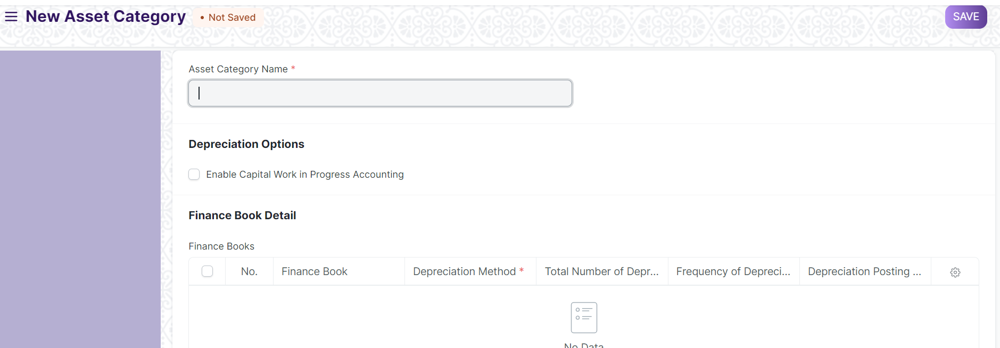 New Asset Category • Not Saved SAVE
Asset Category Name *
Depreciation Options
Enable Capital Work in Progress Accounting
Finance Book Detail
Finance Books
No. Finance Book Depreciation Method * Total Number of Depr... Frequency of Depreci... Depreciation Posting ...
No Data